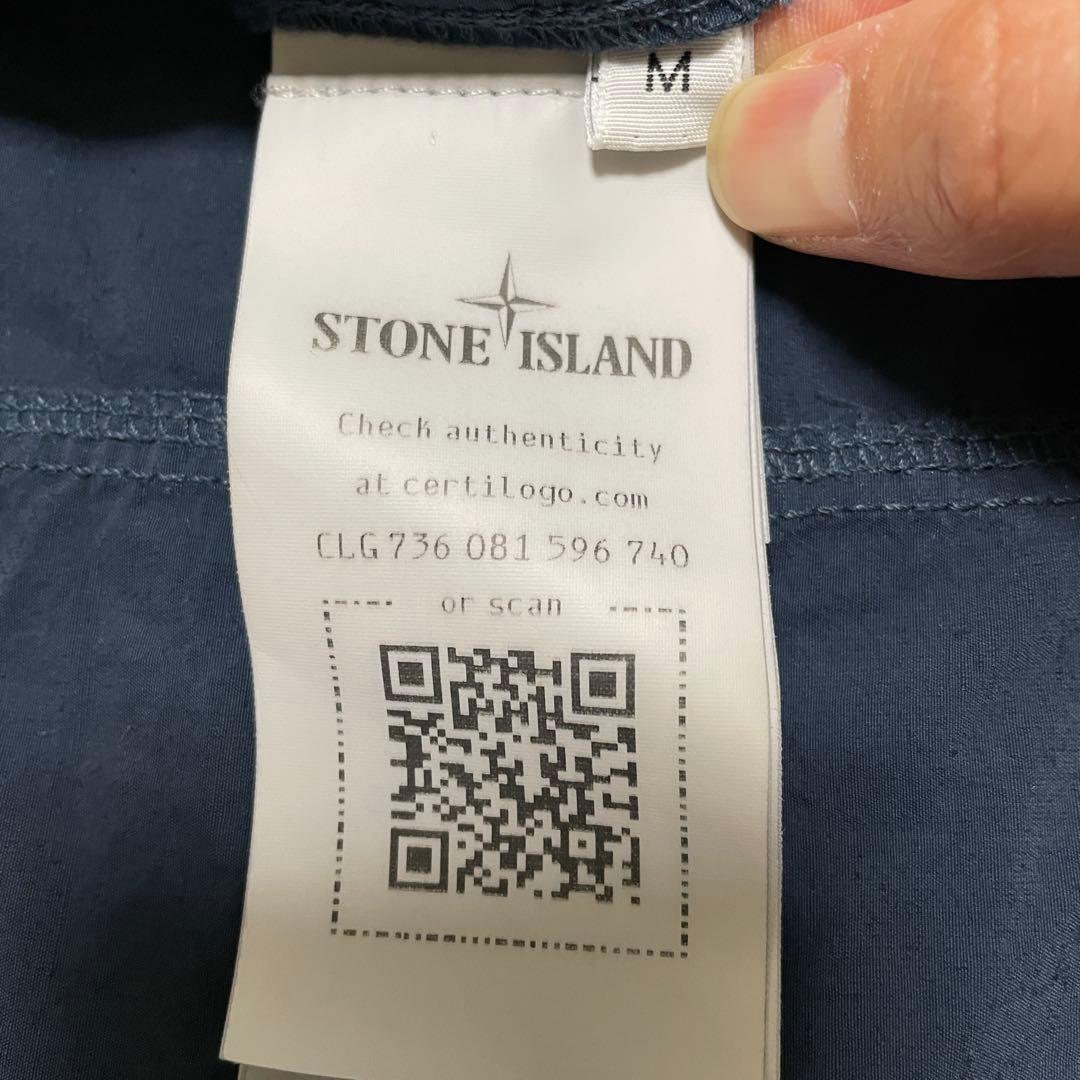 M
STONE ISLAND
Check authenticity
at certilogo.com
CLG 736 081 596 740
or scan